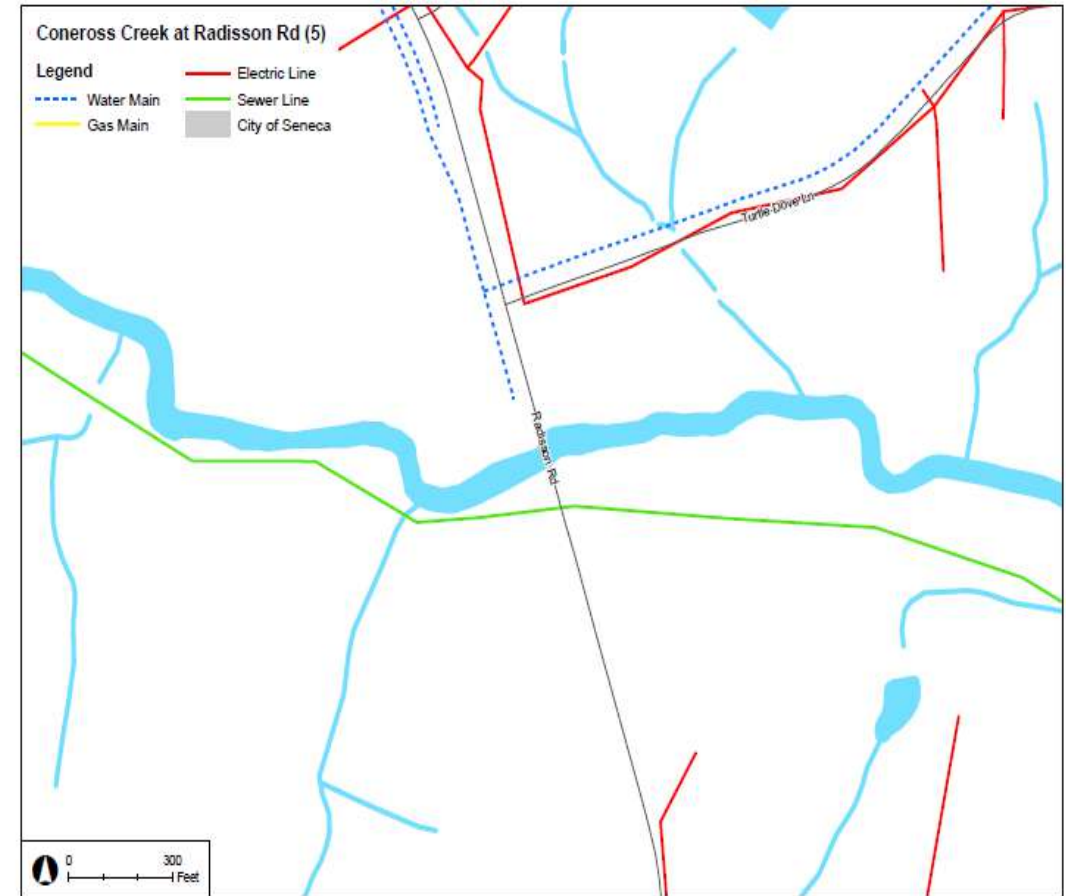 Coneross Creek at Radisson Rd (5)
Legend
Water Main
Gas Main
Electric Line
Sewer Line
City of Seneca
Turtle Dove Ln
Radisson Rd
0 300
Feet